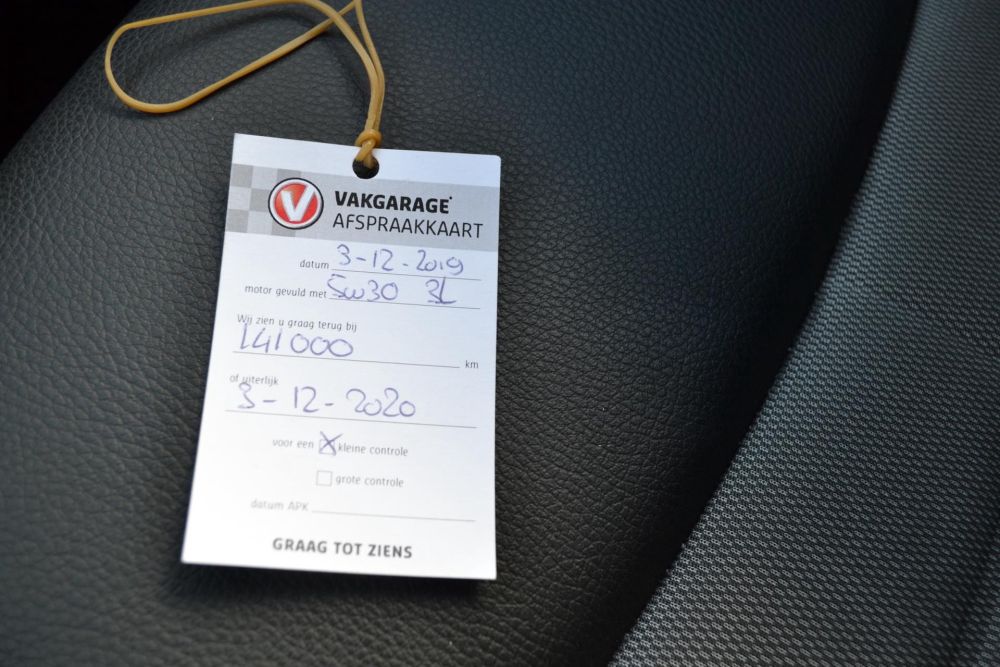 V VAKGARAGE
AFSPRAAKKAART
datum 3-12-2019
motor gevuld met 5w30 3L
Wij zien u graag terug bij
141000 km
of uiterlijk
3-12-2020
voor een kleine controle
grote controle
datum APK
GRAAG TOT ZIENS